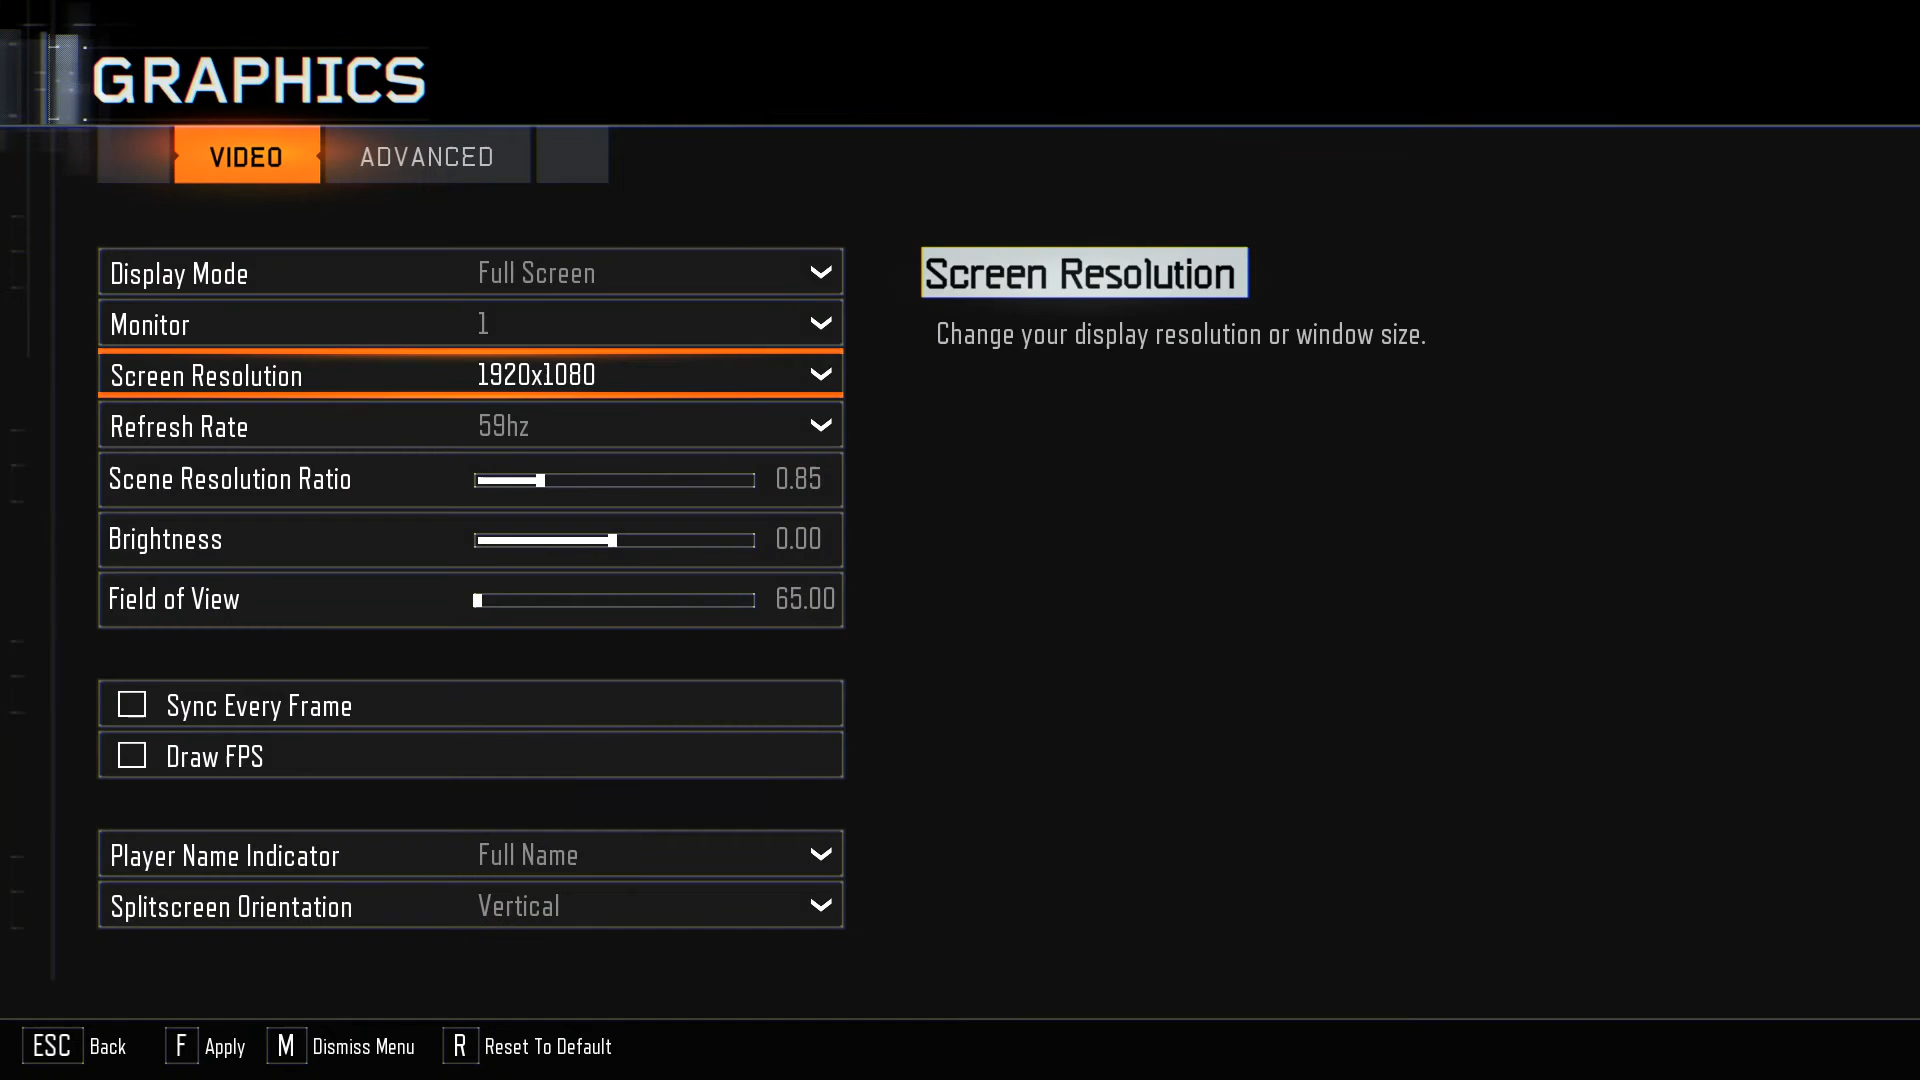 GRAPHICS
VIDEO ADVANCED
Display Mode Full Screen
Monitor 1
Screen Resolution 1920x1080
Refresh Rate 59hz
Scene Resolution Ratio 0.85
Brightness 0.00
Field of View 65.00
Sync Every Frame
Draw FPS
Player Name Indicator Full Name
Splitscreen Orientation Vertical
Screen Resolution
Change your display resolution or window size.
ESC Back F Apply M Dismiss Menu R Reset To Default